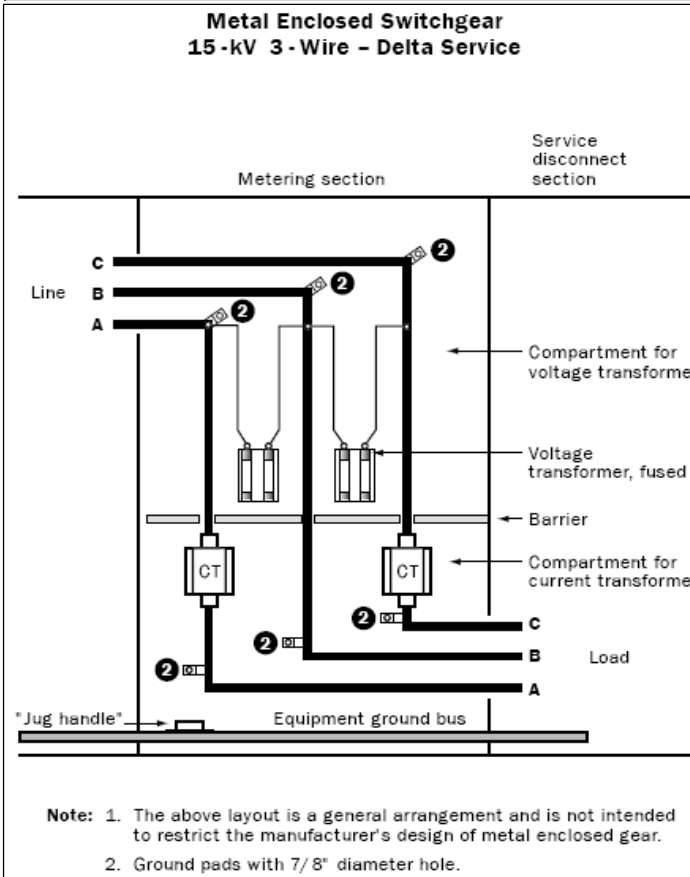 Metal Enclosed Switchgear
15-kV 3-Wire – Delta Service
Service
disconnect
section
Metering section
C
2
Line
B
2
A
2
Compartment for
voltage transforme
Voltage
transformer, fused
Barrier
CT
CT
Compartment for
current transforme
2
C
2
B
Load
2
A
"Jug handle"
Equipment ground bus
Note: 1. The above layout is a general arrangement and is not intended
to restrict the manufacturer's design of metal enclosed gear.
2. Ground pads with 7/8" diameter hole.